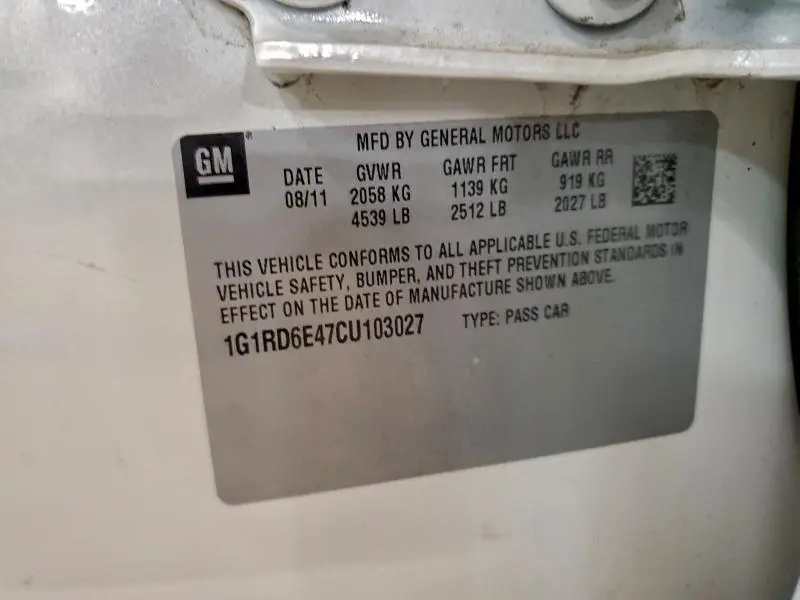 GM
MFD BY GENERAL MOTORS LLC
DATE GVWR GAWR FRT GAWR RR
08/11 2058 KG 1139 KG 919 KG
4539 LB 2512 LB 2027 LB
THIS VEHICLE CONFORMS TO ALL APPLICABLE U.S. FEDERAL MOTOR
VEHICLE SAFETY, BUMPER, AND THEFT PREVENTION STANDARDS IN
EFFECT ON THE DATE OF MANUFACTURE SHOWN ABOVE.
1G1RD6E47CU103027 TYPE: PASS CAR